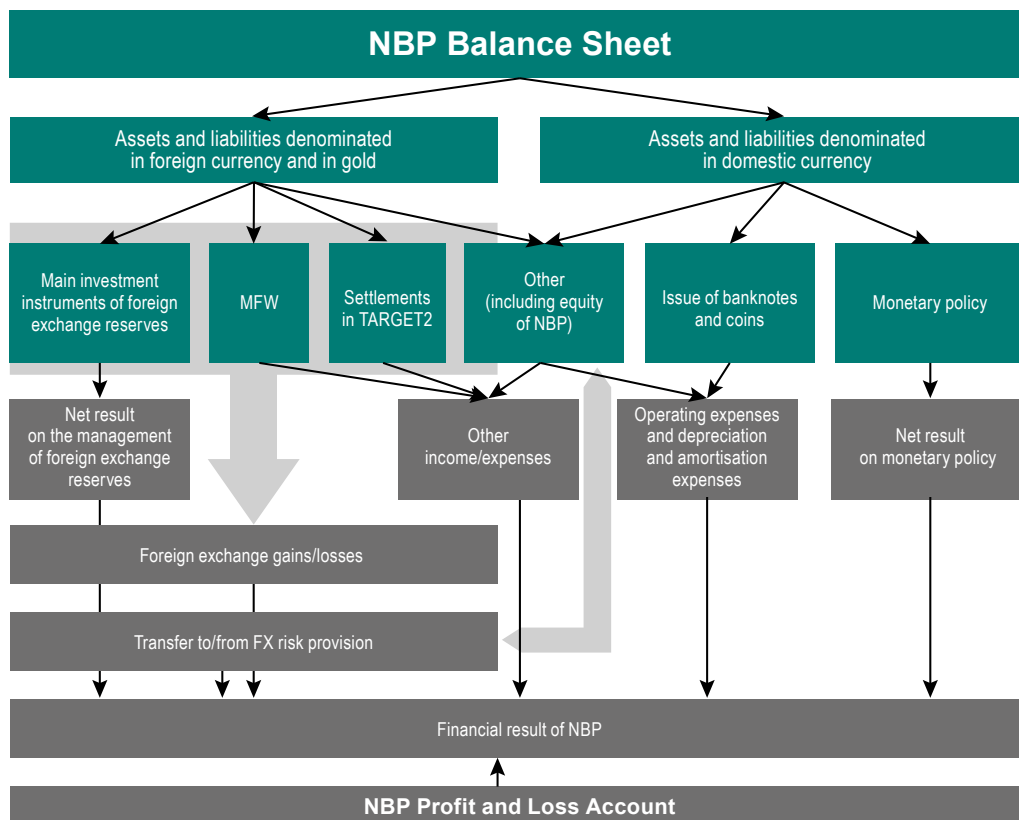 NBP Balance Sheet
Assets and liabilities denominated
in foreign currency and in gold
Assets and liabilities denominated
in domestic currency
Main investment
instruments of foreign
exchange reserves
MFW
Settlements
in TARGET2
Other
(including equity
of NBP)
Issue of banknotes
and coins
Monetary policy
Net result
on the management
of foreign exchange
reserves
Other
income/expenses
Operating expenses
and depreciation
and amortisation
expenses
Net result
on monetary policy
Foreign exchange gains/losses
Transfer to/from FX risk provision
Financial result of NBP
NBP Profit and Loss Account